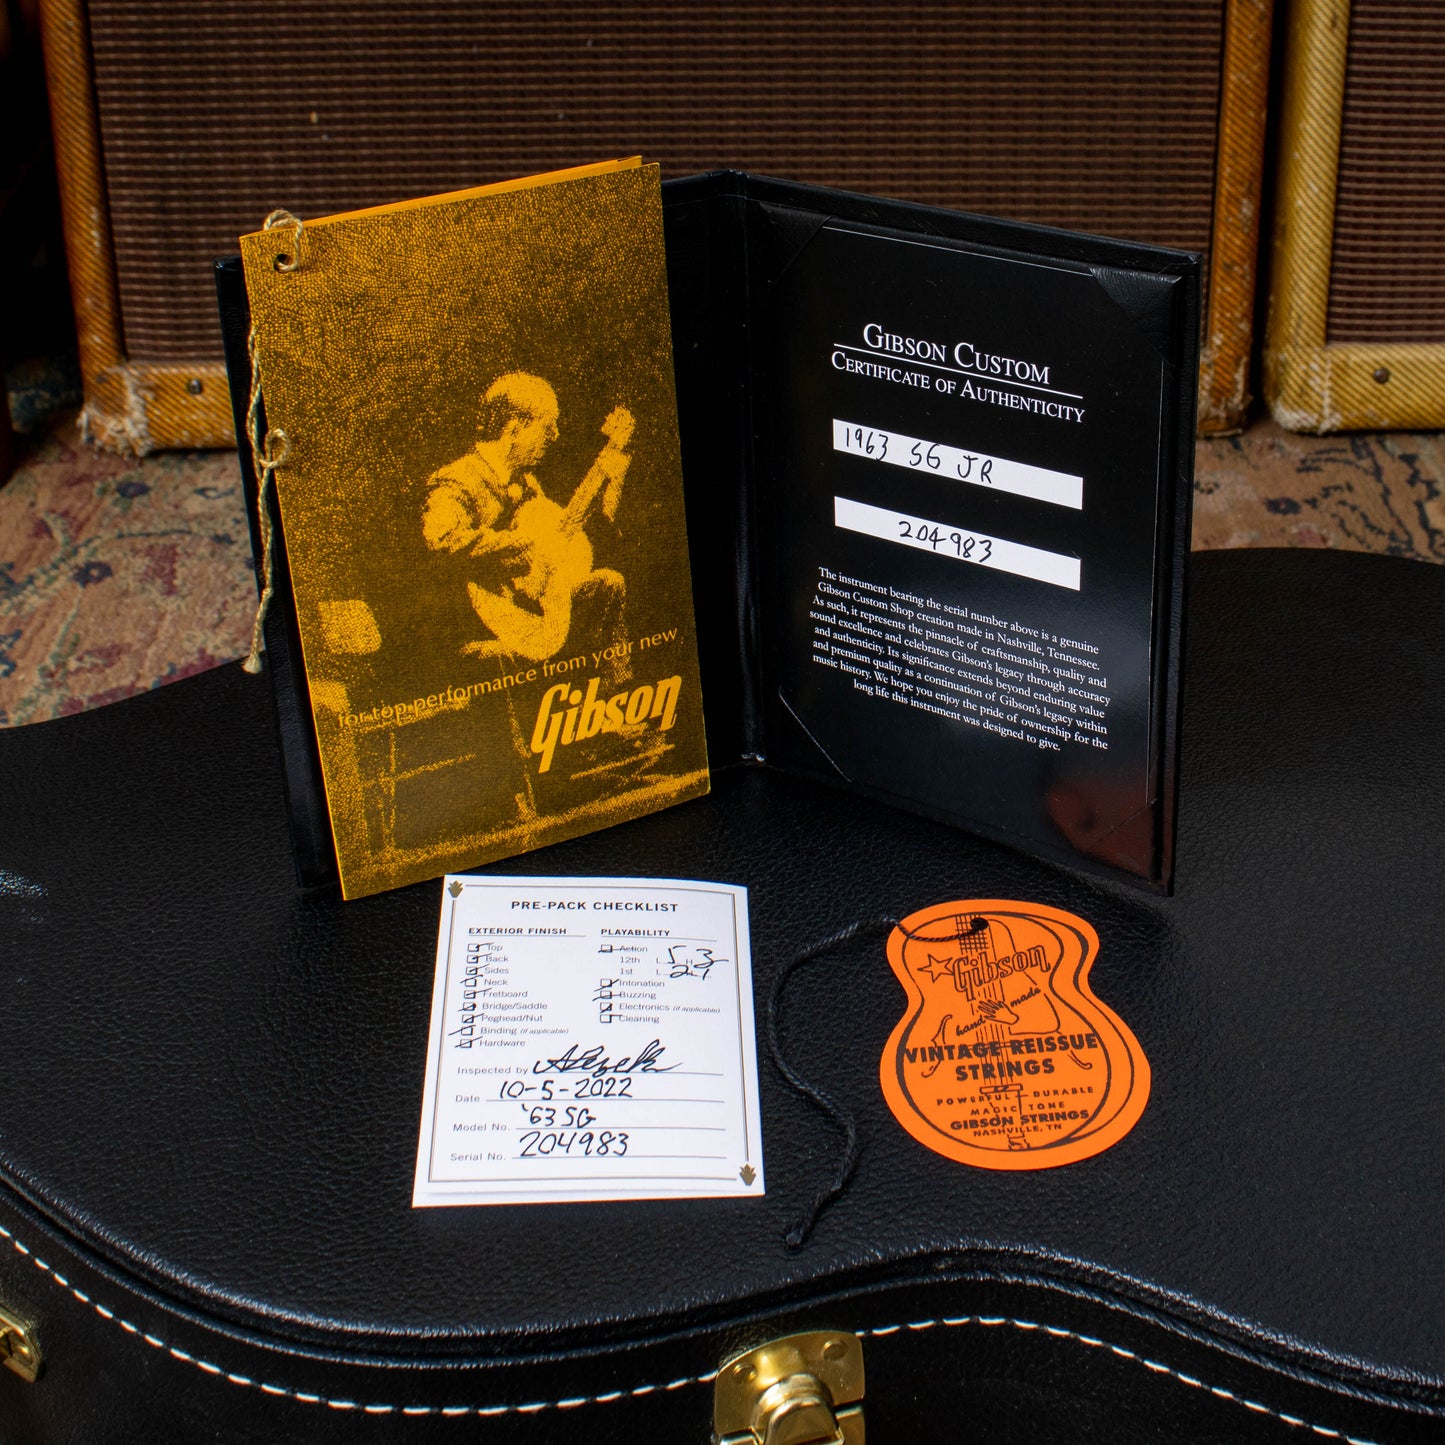 for top performance from your new
Gibson
GIBSON CUSTOM
CERTIFICATE OF AUTHENTICITY
1963 SG JR
204983
The instrument bearing the serial number above is a genuine
Gibson Custom Shop creation made in Nashville, Tennessee.
As such, it represents the pinnacle of craftsmanship, quality and
sound excellence and celebrates Gibson's legacy through accuracy
and authenticity. Its significance extends beyond enduring value
and premium quality as a continuation of Gibson's legacy within
music history. We hope you enjoy the pride of ownership for the
long life this instrument was designed to give.
PRE-PACK CHECKLIST
EXTERIOR FINISH
Top
Back
Sides
Neck
Fretboard
Bridge/Saddle
Peghead/Nut
Binding (if applicable)
Hardware
PLAYABILITY
Action
12th L 5 H 3
1st L 2 H 1
Intonation
Buzzing
Electronics (if applicable)
Cleaning
Inspected by
Date 10-5-2022
Model No. '63 SG
Serial No. 204983
Gibson
hand made
VINTAGE REISSUE
STRINGS
POWERFUL DURABLE
MAGIC TONE
GIBSON STRINGS
NASHVILLE, TN